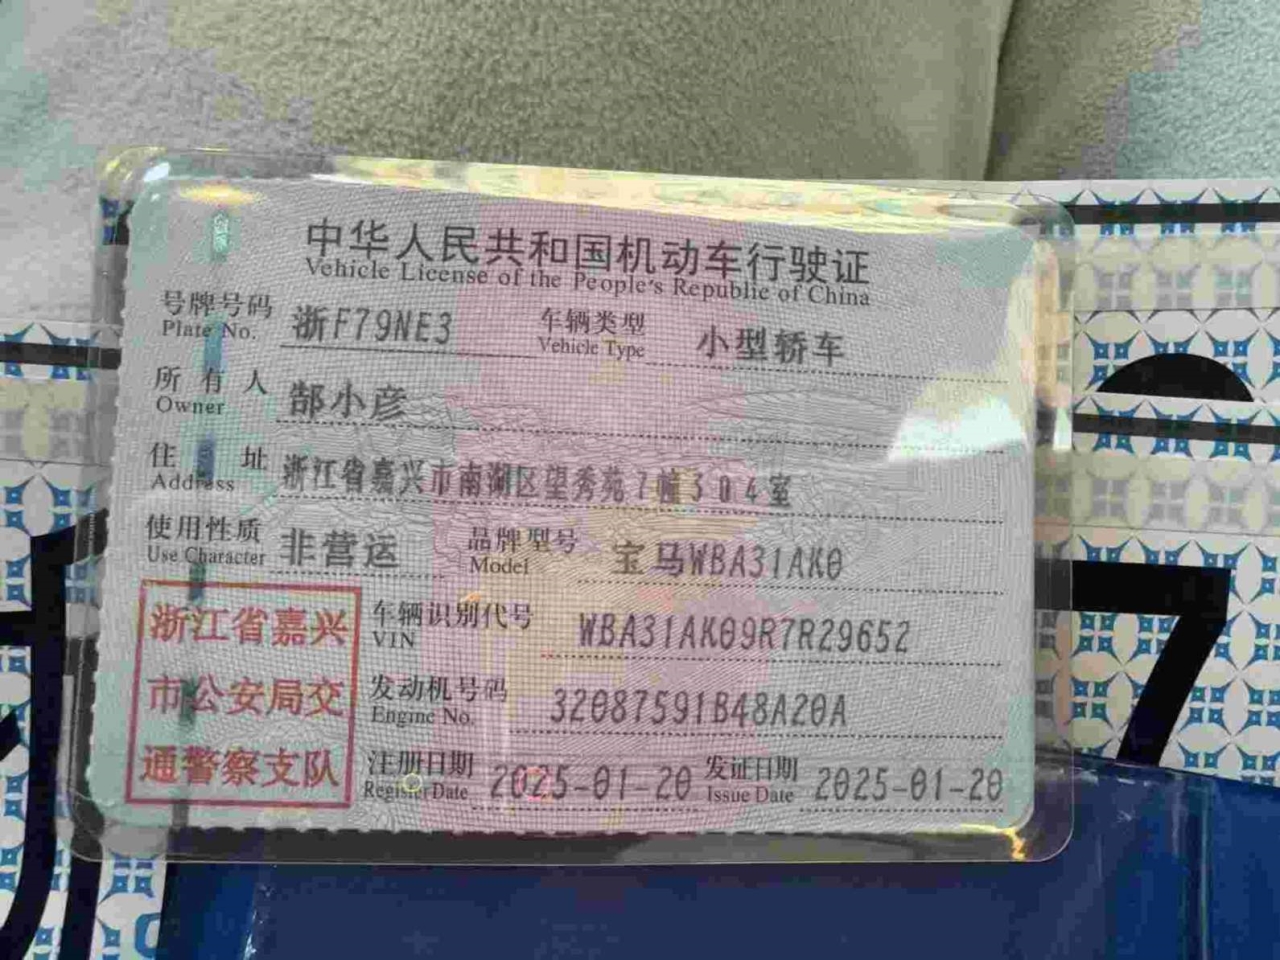 中华人民共和国机动车行驶证
Vehicle License of the People's Republic of China
号牌号码 浙F79NE3 车辆类型 小型轿车
Plate No. Vehicle Type
所有人 郜小彦
Owner
住址 浙江省嘉兴市南湖区望秀苑7幢304室
Address
使用性质 非营运 品牌型号 宝马WBA31AK0
Use Character Model
浙江省嘉兴
市公安局交
通警察支队
车辆识别代号 WBA31AK09R7R29652
VIN
发动机号码 32087591B48A20A
Engine No.
注册日期 2025-01-20 发证日期 2025-01-20
Register Date Issue Date
7